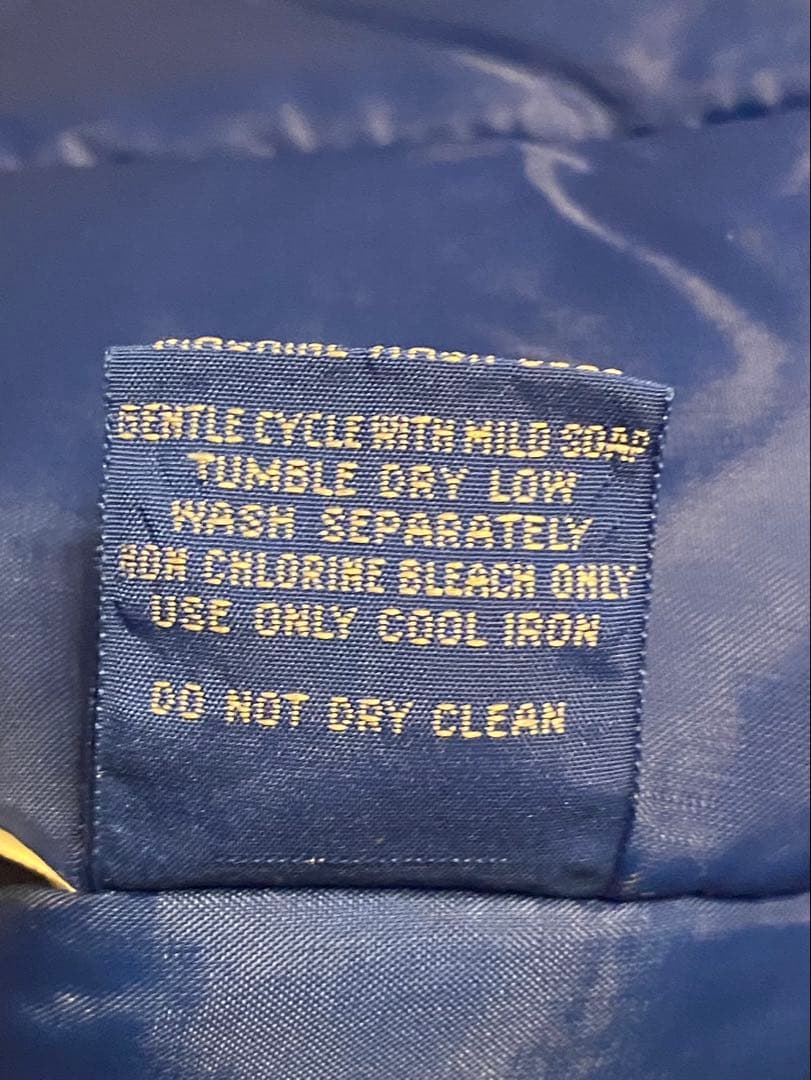 GENTLE CYCLE WITH MILD SOAP
TUMBLE DRY LOW
WASH SEPARATELY
NON CHLORINE BLEACH ONLY
USE ONLY COOL IRON
DO NOT DRY CLEAN